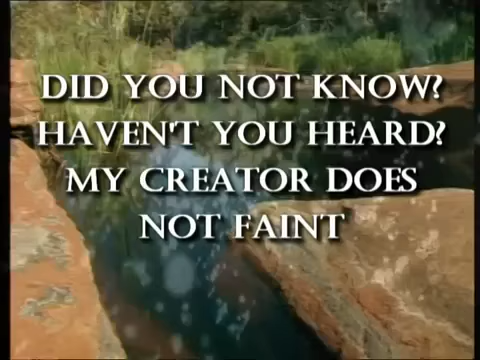 DID YOU NOT KNOW?
HAVEN'T YOU HEARD?
MY CREATOR DOES
NOT FAINT